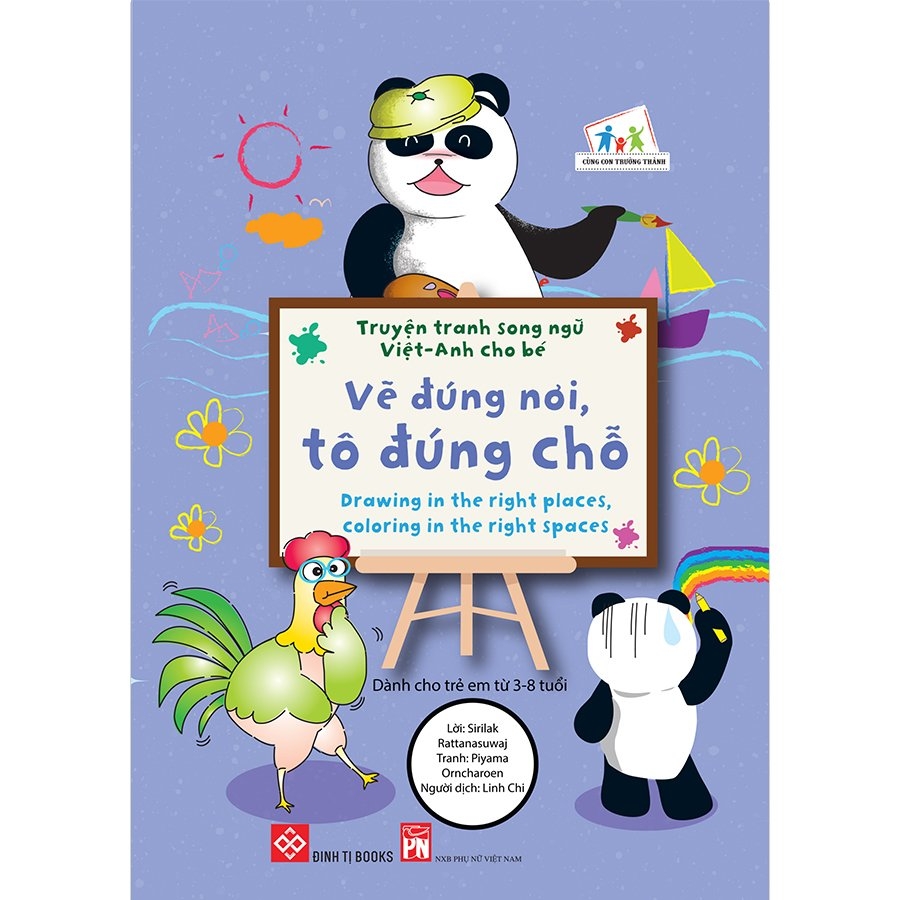 CÙNG CON TRƯỞNG THÀNH
Truyện tranh song ngữ
Việt-Anh cho bé
Vẽ đúng nơi,
tô đúng chỗ
Drawing in the right places,
coloring in the right spaces
Dành cho trẻ em từ 3-8 tuổi
Lời: Sirilak
Rattanasuwaj
Tranh: Piyama
Orncharoen
Người dịch: Linh Chi
ĐINH TỊ BOOKS
PN
NXB PHỤ NỮ VIỆT NAM